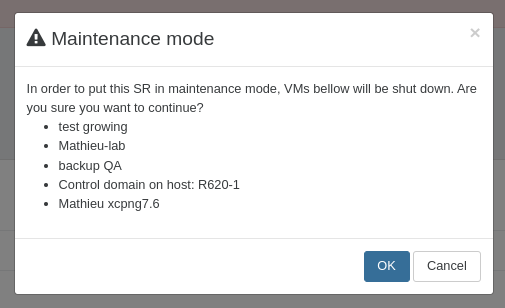 Maintenance mode
×
In order to put this SR in maintenance mode, VMs bellow will be shut down. Are
you sure you want to continue?
• test growing
• Mathieu-lab
• backup QA
• Control domain on host: R620-1
• Mathieu xcpng7.6
OK Cancel